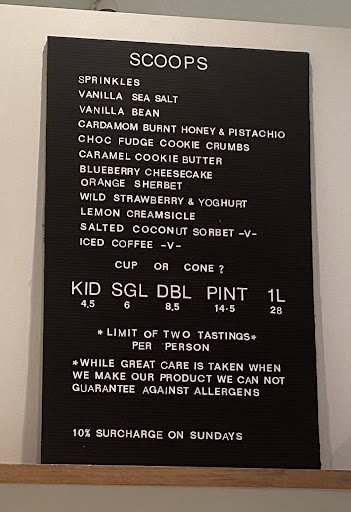 SCOOPS
SPRINKLES
VANILLA SEA SALT
VANILLA BEAN
CARDAMOM BURNT HONEY & PISTACHIO
CHOC FUDGE COOKIE CRUMBS
CARAMEL COOKIE BUTTER
BLUEBERRY CHEESECAKE
ORANGE SHERBET
WILD STRAWBERRY & YOGHURT
LEMON CREAMSICLE
SALTED COCONUT SORBET -V-
ICED COFFEE -V-
CUP OR CONE ?
KID SGL DBL PINT 1L
4.5 6 8.5 14.5 28
* LIMIT OF TWO TASTINGS*
PER PERSON
*WHILE GREAT CARE IS TAKEN WHEN
WE MAKE OUR PRODUCT WE CAN NOT
GUARANTEE AGAINST ALLERGENS
10% SURCHARGE ON SUNDAYS